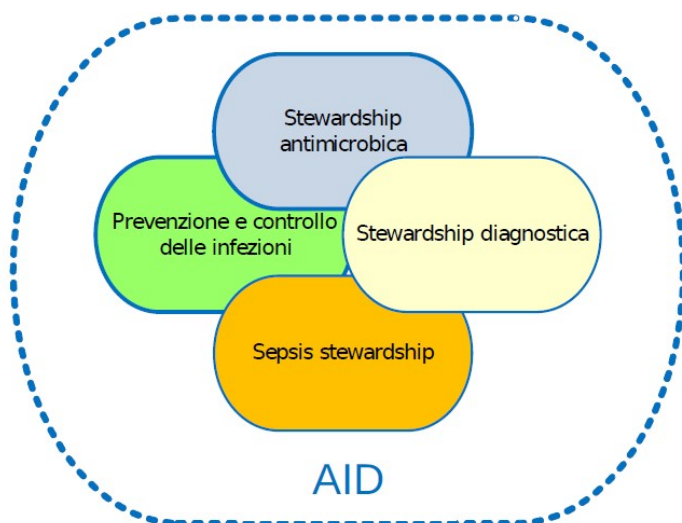 Stewardship
antimicrobica
Prevenzione e controllo
delle infezioni
Stewardship diagnostica
Sepsis stewardship
AID